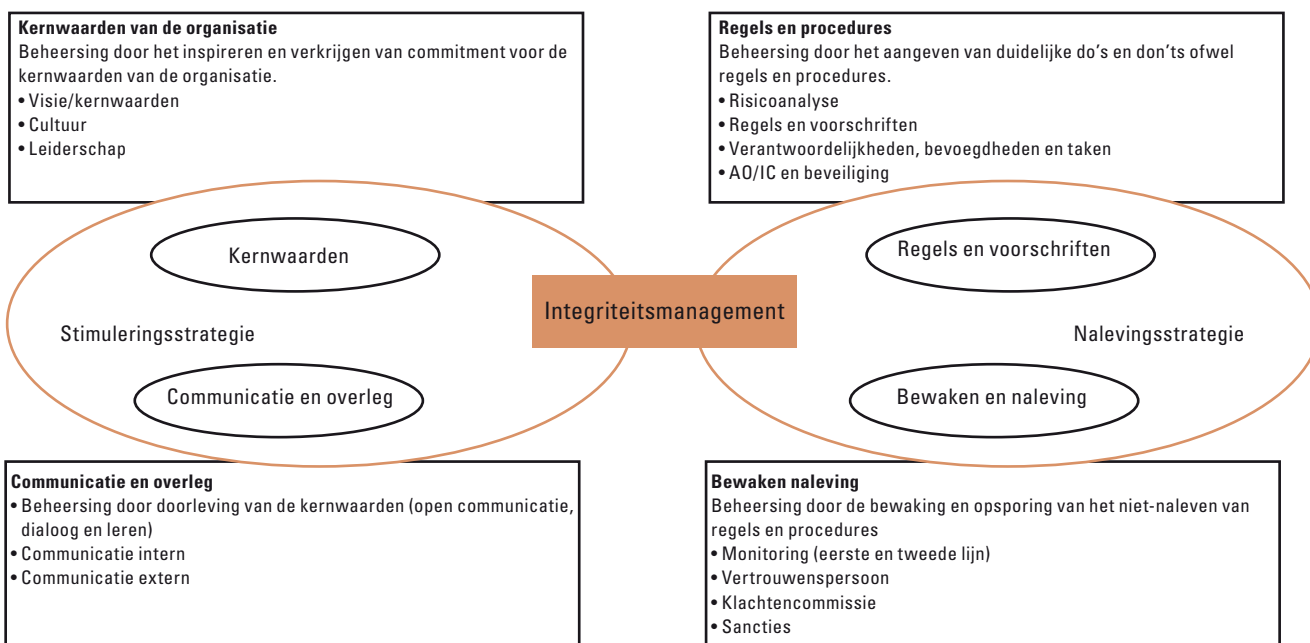 Kernwaarden van de organisatie
Beheersing door het inspireren en verkrijgen van commitment voor de
kernwaarden van de organisatie.
• Visie/kernwaarden
• Cultuur
• Leiderschap
Regels en procedures
Beheersing door het aangeven van duidelijke do's en don'ts ofwel
regels en procedures.
• Risicoanalyse
• Regels en voorschriften
• Verantwoordelijkheden, bevoegdheden en taken
• AO/IC en beveiliging
Kernwaarden
Stimuleringsstrategie
Communicatie en overleg
Integriteitsmanagement
Regels en voorschriften
Nalevingsstrategie
Bewaken en naleving
Communicatie en overleg
• Beheersing door doorleving van de kernwaarden (open communicatie,
dialoog en leren)
• Communicatie intern
• Communicatie extern
Bewaken naleving
Beheersing door de bewaking en opsporing van het niet-naleven van
regels en procedures
• Monitoring (eerste en tweede lijn)
• Vertrouwenspersoon
• Klachtencommissie
• Sancties